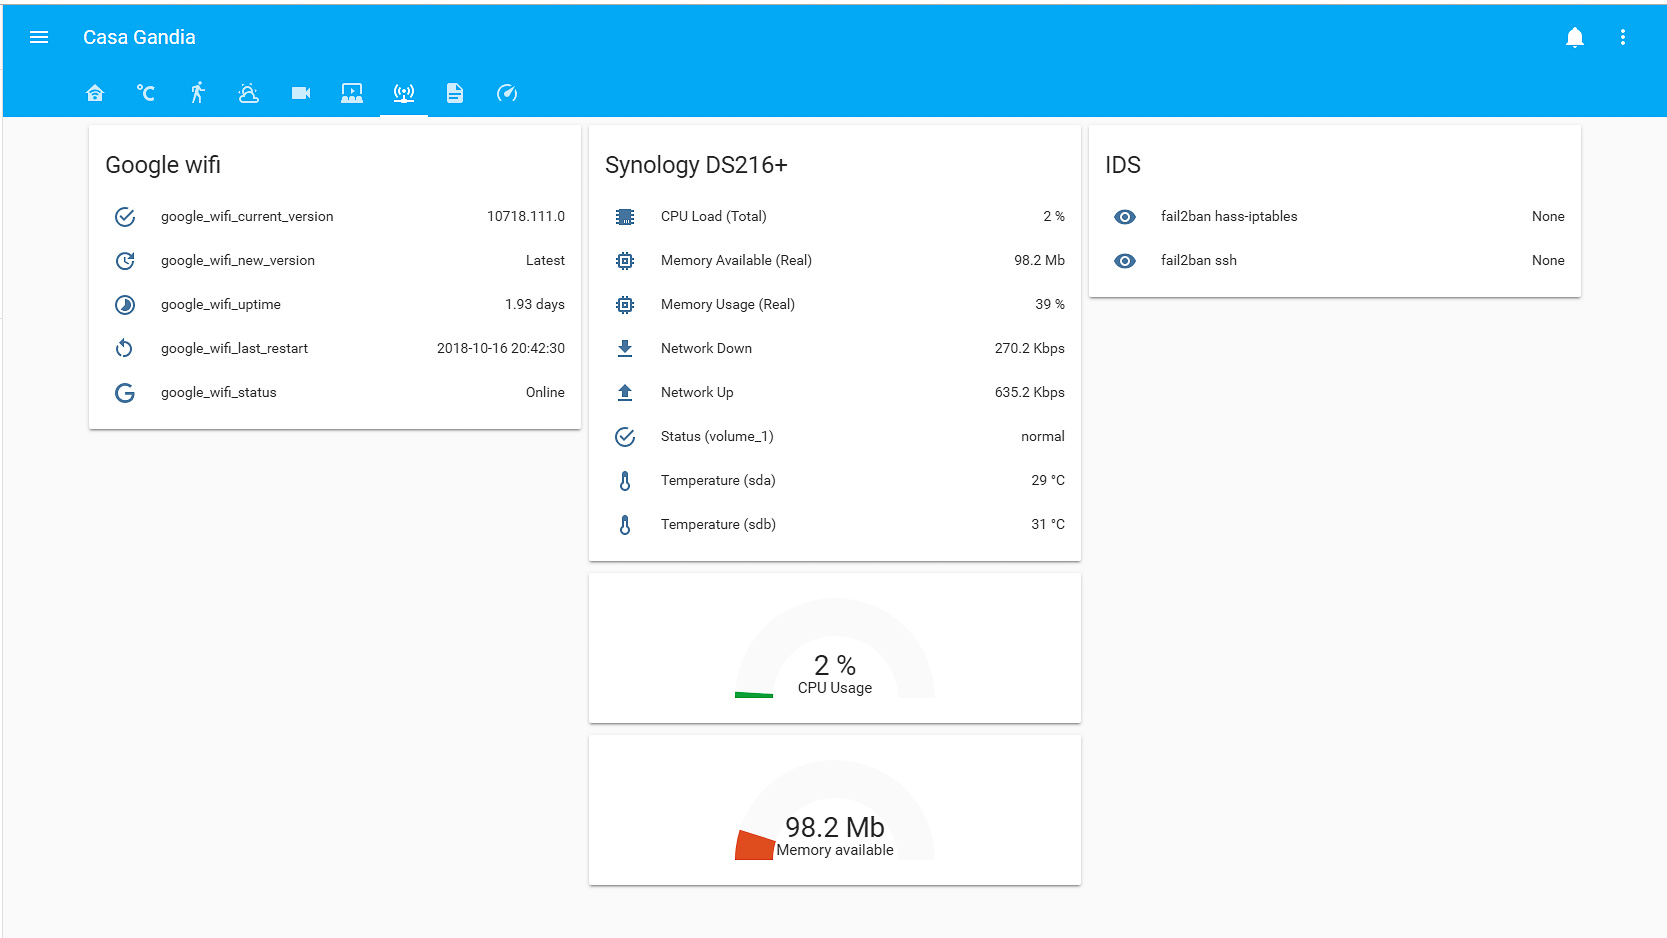 Casa Gandia
°C
Google wifi
google_wifi_current_version 10718.111.0
google_wifi_new_version Latest
google_wifi_uptime 1.93 days
google_wifi_last_restart 2018-10-16 20:42:30
google_wifi_status Online
Synology DS216+
CPU Load (Total) 2 %
Memory Available (Real) 98.2 Mb
Memory Usage (Real) 39 %
Network Down 270.2 Kbps
Network Up 635.2 Kbps
Status (volume_1) normal
Temperature (sda) 29 °C
Temperature (sdb) 31 °C
2 %
CPU Usage
98.2 Mb
Memory available
IDS
fail2ban hass-iptables None
fail2ban ssh None